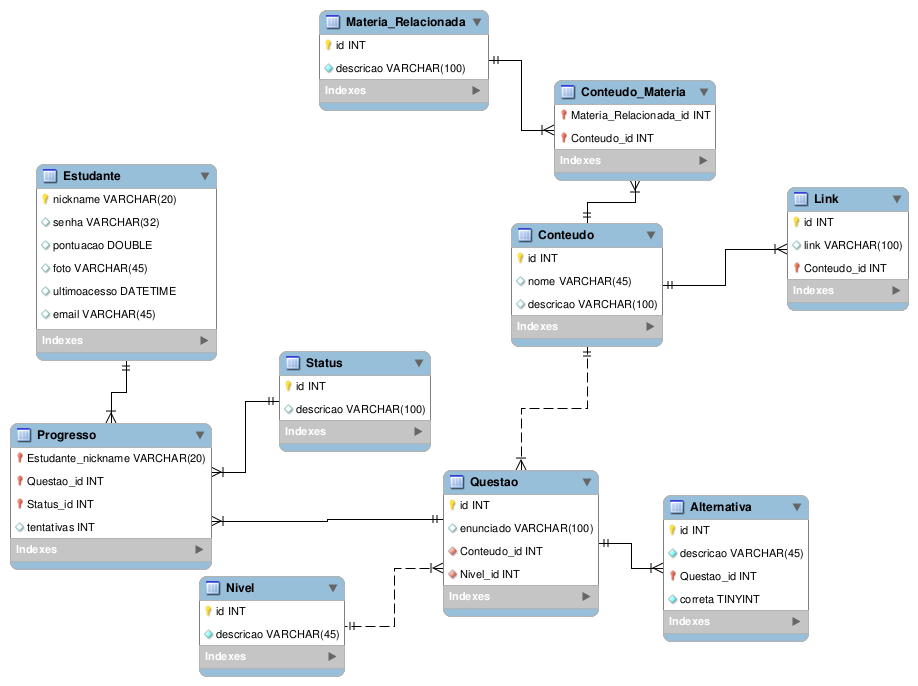 Materia_Relacionada
id INT
descricao VARCHAR(100)
Indexes
Conteudo_Materia
Materia_Relacionada_id INT
Conteudo_id INT
Indexes
Estudante
nickname VARCHAR(20)
senha VARCHAR(32)
pontuacao DOUBLE
foto VARCHAR(45)
ultimoacesso DATETIME
email VARCHAR(45)
Indexes
Link
id INT
link VARCHAR(100)
Conteudo_id INT
Indexes
Conteudo
id INT
nome VARCHAR(45)
descricao VARCHAR(100)
Indexes
Status
id INT
descricao VARCHAR(100)
Indexes
Progresso
Estudante_nickname VARCHAR(20)
Questao_id INT
Status_id INT
tentativas INT
Indexes
Questao
id INT
enunciado VARCHAR(100)
Conteudo_id INT
Nivel_id INT
Indexes
Alternativa
id INT
descricao VARCHAR(45)
Questao_id INT
correta TINYINT
Indexes
Nivel
id INT
descricao VARCHAR(45)
Indexes